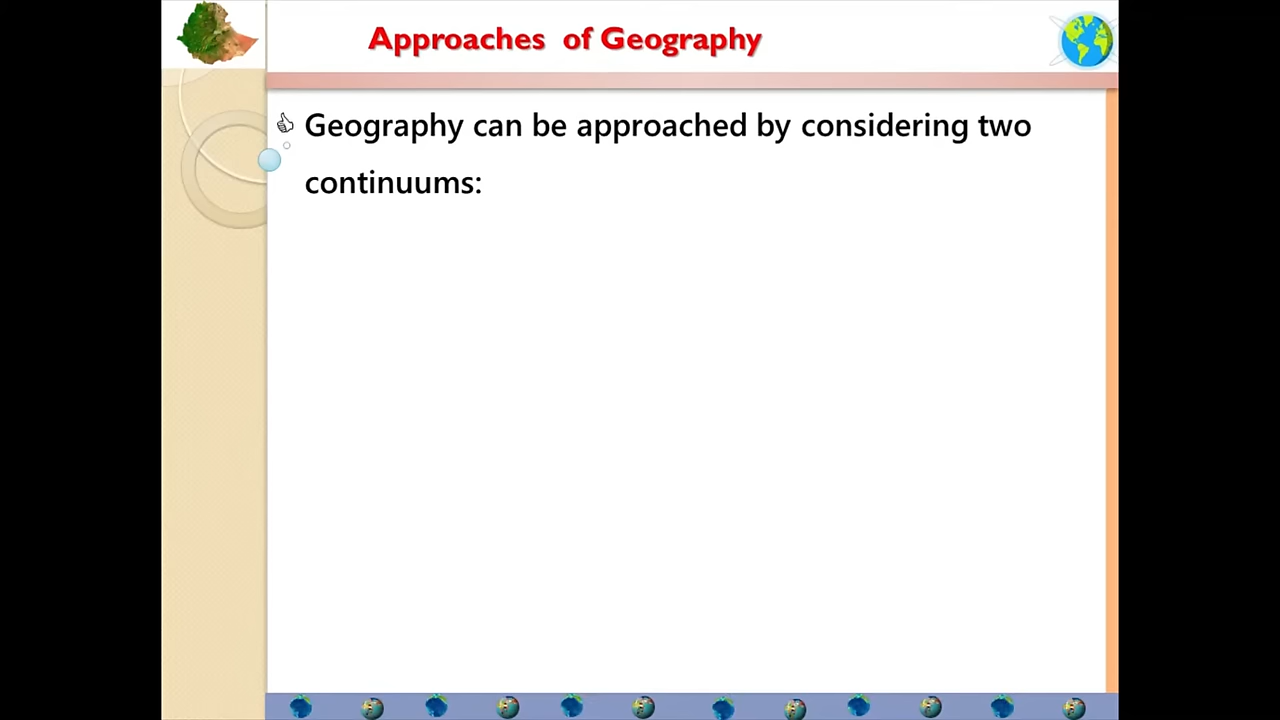 Approaches of Geography
Geography can be approached by considering two
continuums: